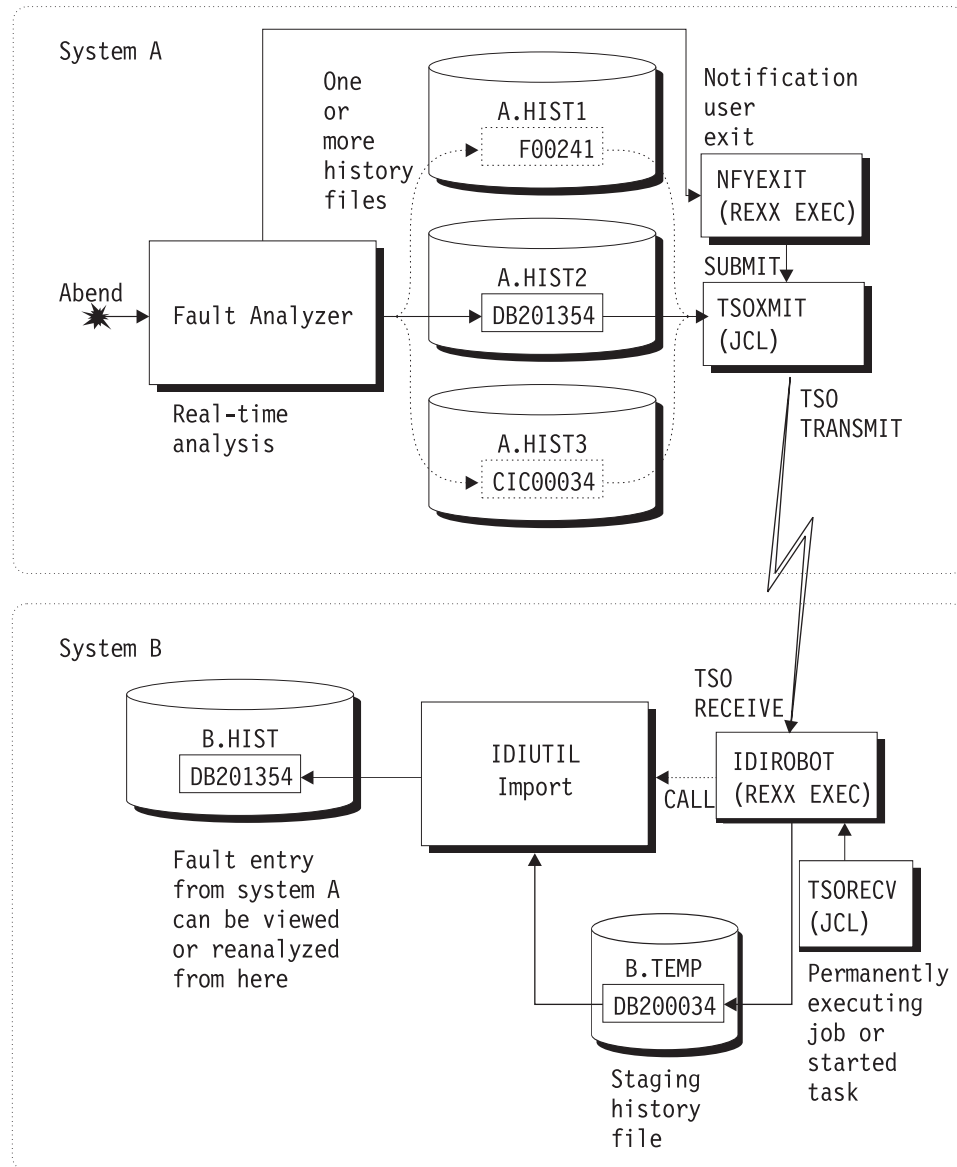 System A
One
or
more
history
files
A.HIST1
F00241
Notification
user
exit
NFYEXIT
(REXX EXEC)
SUBMIT
Abend
Fault Analyzer
A.HIST2
DB201354
TSOXMIT
(JCL)
Real-time
analysis
A.HIST3
CIC00034
TSO
TRANSMIT
System B
TSO
RECEIVE
B.HIST
DB201354
IDIUTIL
Import
CALL
IDIROBOT
(REXX EXEC)
Fault entry
from system A
can be viewed
or reanalyzed
from here
TSORECV
(JCL)
B.TEMP
DB200034
Permanently
executing
job or
started
task
Staging
history
file